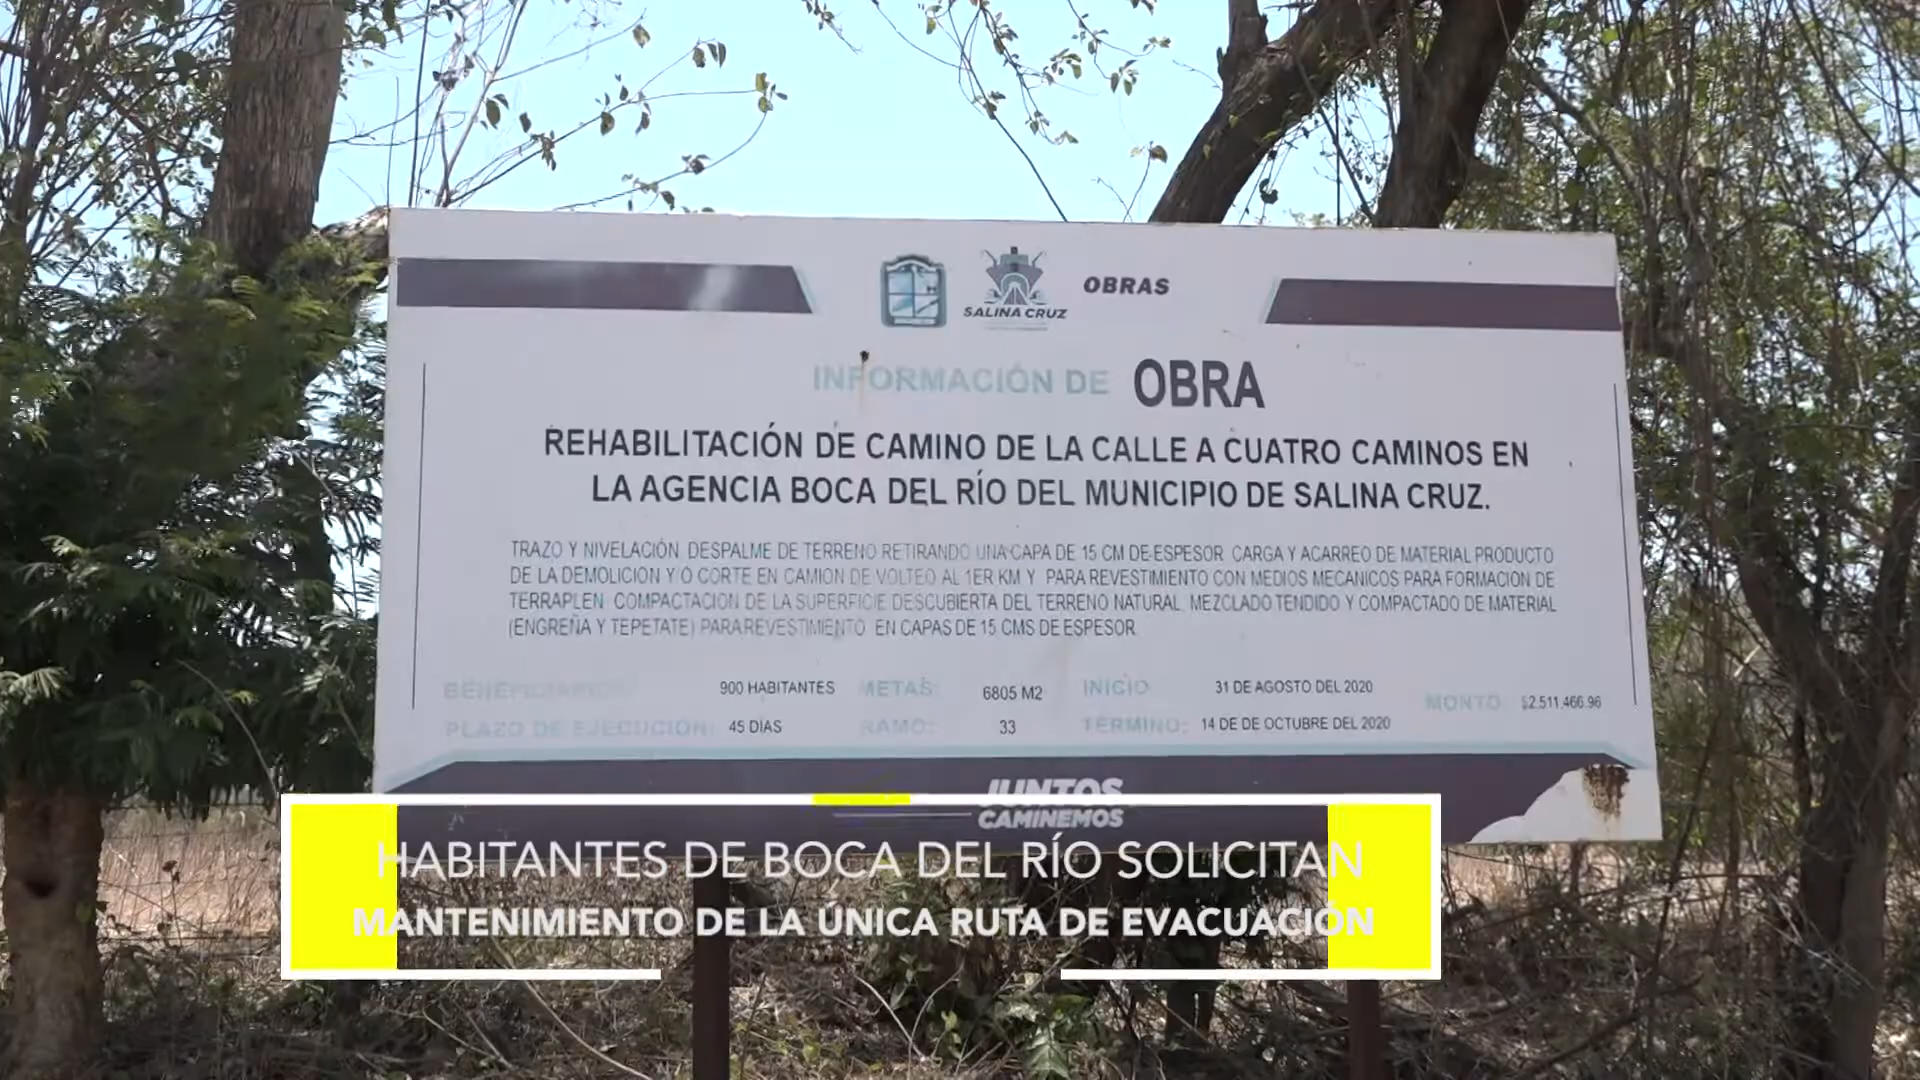 SALINA CRUZ
OBRAS
INFORMACIÓN DE OBRA
REHABILITACIÓN DE CAMINO DE LA CALLE A CUATRO CAMINOS EN
LA AGENCIA BOCA DEL RÍO DEL MUNICIPIO DE SALINA CRUZ.
TRAZO Y NIVELACIÓN DESPALME DE TERRENO RETIRANDO UNA CAPA DE 15 CM DE ESPESOR CARGA Y ACARREO DE MATERIAL PRODUCTO
DE LA DEMOLICION Y O CORTE EN CAMION DE VOLTEO AL 1ER KM Y PARA REVESTIMIENTO CON MEDIOS MECANICOS PARA FORMACION DE
TERRAPLEN COMPACTACION DE LA SUPERFICIE DESCUBIERTA DEL TERRENO NATURAL MEZCLADO TENDIDO Y COMPACTADO DE MATERIAL
(ENGREÑA Y TEPETATE) PARA REVESTIMIENTO EN CAPAS DE 15 CMS DE ESPESOR
BENEFICIARIOS: 900 HABITANTES METAS: 6805 M2 INICIO 31 DE AGOSTO DEL 2020 MONTO $2.511.466.96
PLAZO DE EJECUCIÓN: 45 DÍAS RAMO: 33 TERMINO: 14 DE DE OCTUBRE DEL 2020
JUNTOS
CAMINEMOS
HABITANTES DE BOCA DEL RÍO SOLICITAN
MANTENIMIENTO DE LA ÚNICA RUTA DE EVACUACIÓN